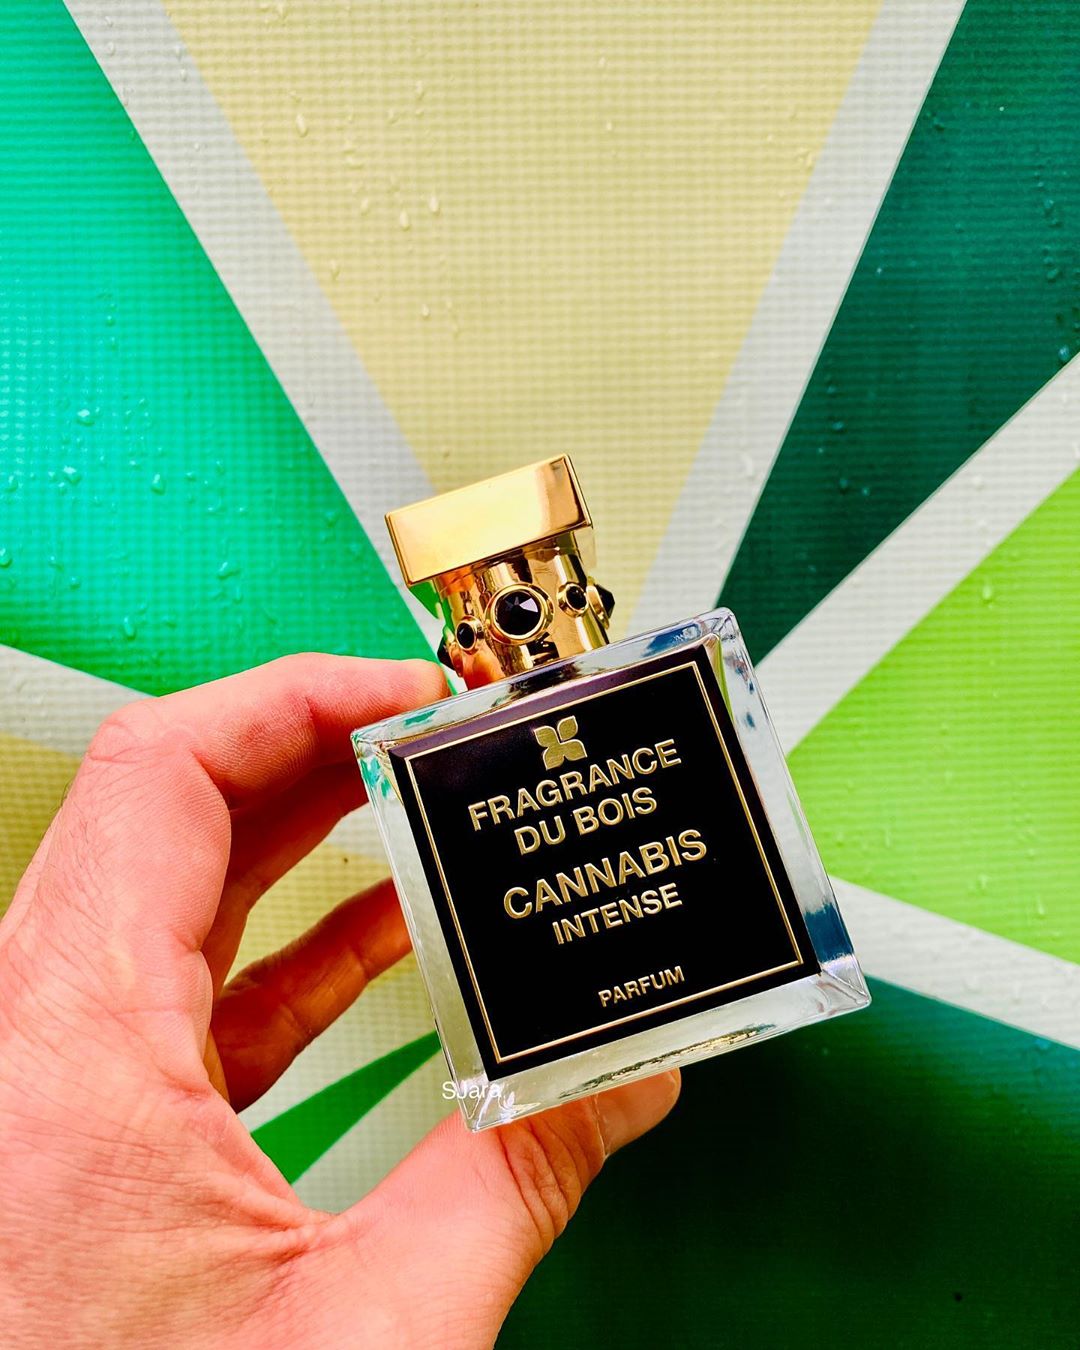 FRAGRANCE
DU BOIS
CANNABIS
INTENSE
PARFUM
SJara